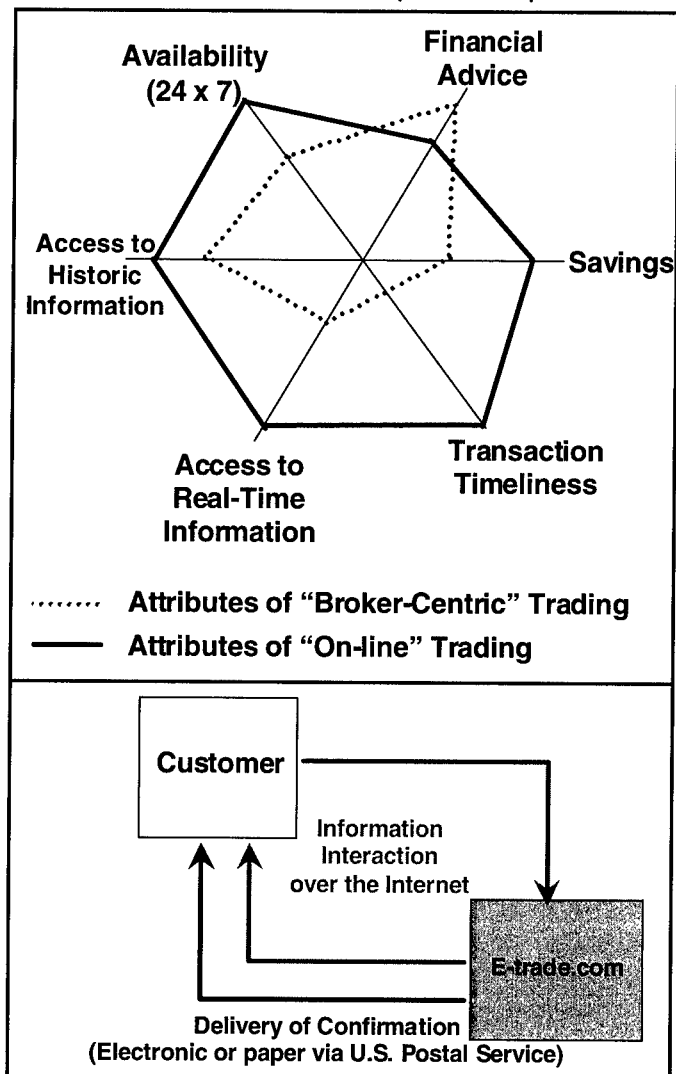 Availability
(24 x 7)
Financial
Advice
Access to
Historic
Information
Savings
Access to
Real-Time
Information
Transaction
Timeliness
Attributes of “Broker-Centric” Trading
Attributes of “On-line” Trading
Customer
Information
Interaction
over the Internet
E-trade.com
Delivery of Confirmation
(Electronic or paper via U.S. Postal Service)